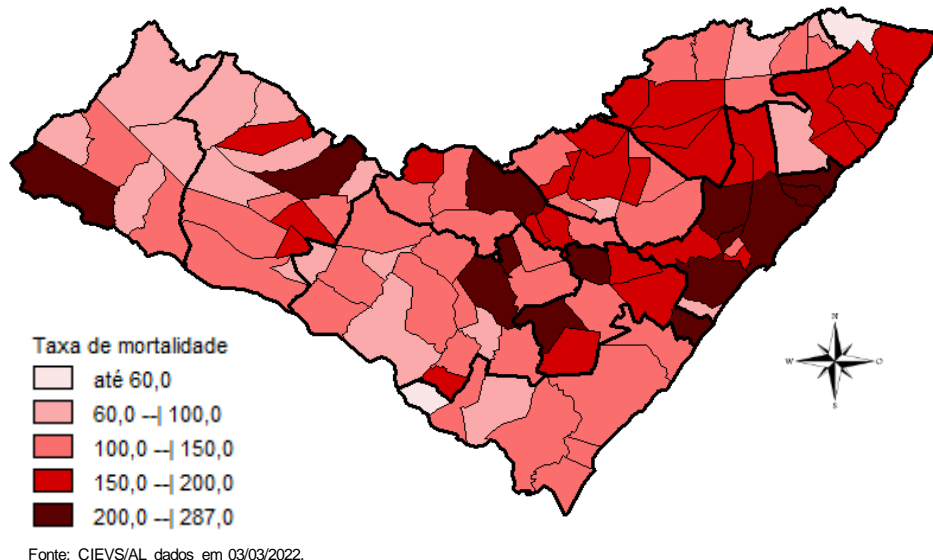 N
W
O
S
Taxa de mortalidade
até 60,0
60,0 --| 100,0
100,0 --| 150,0
150,0 --| 200,0
200,0 --| 287,0
Fonte: CIEVS/AL dados em 03/03/2022.